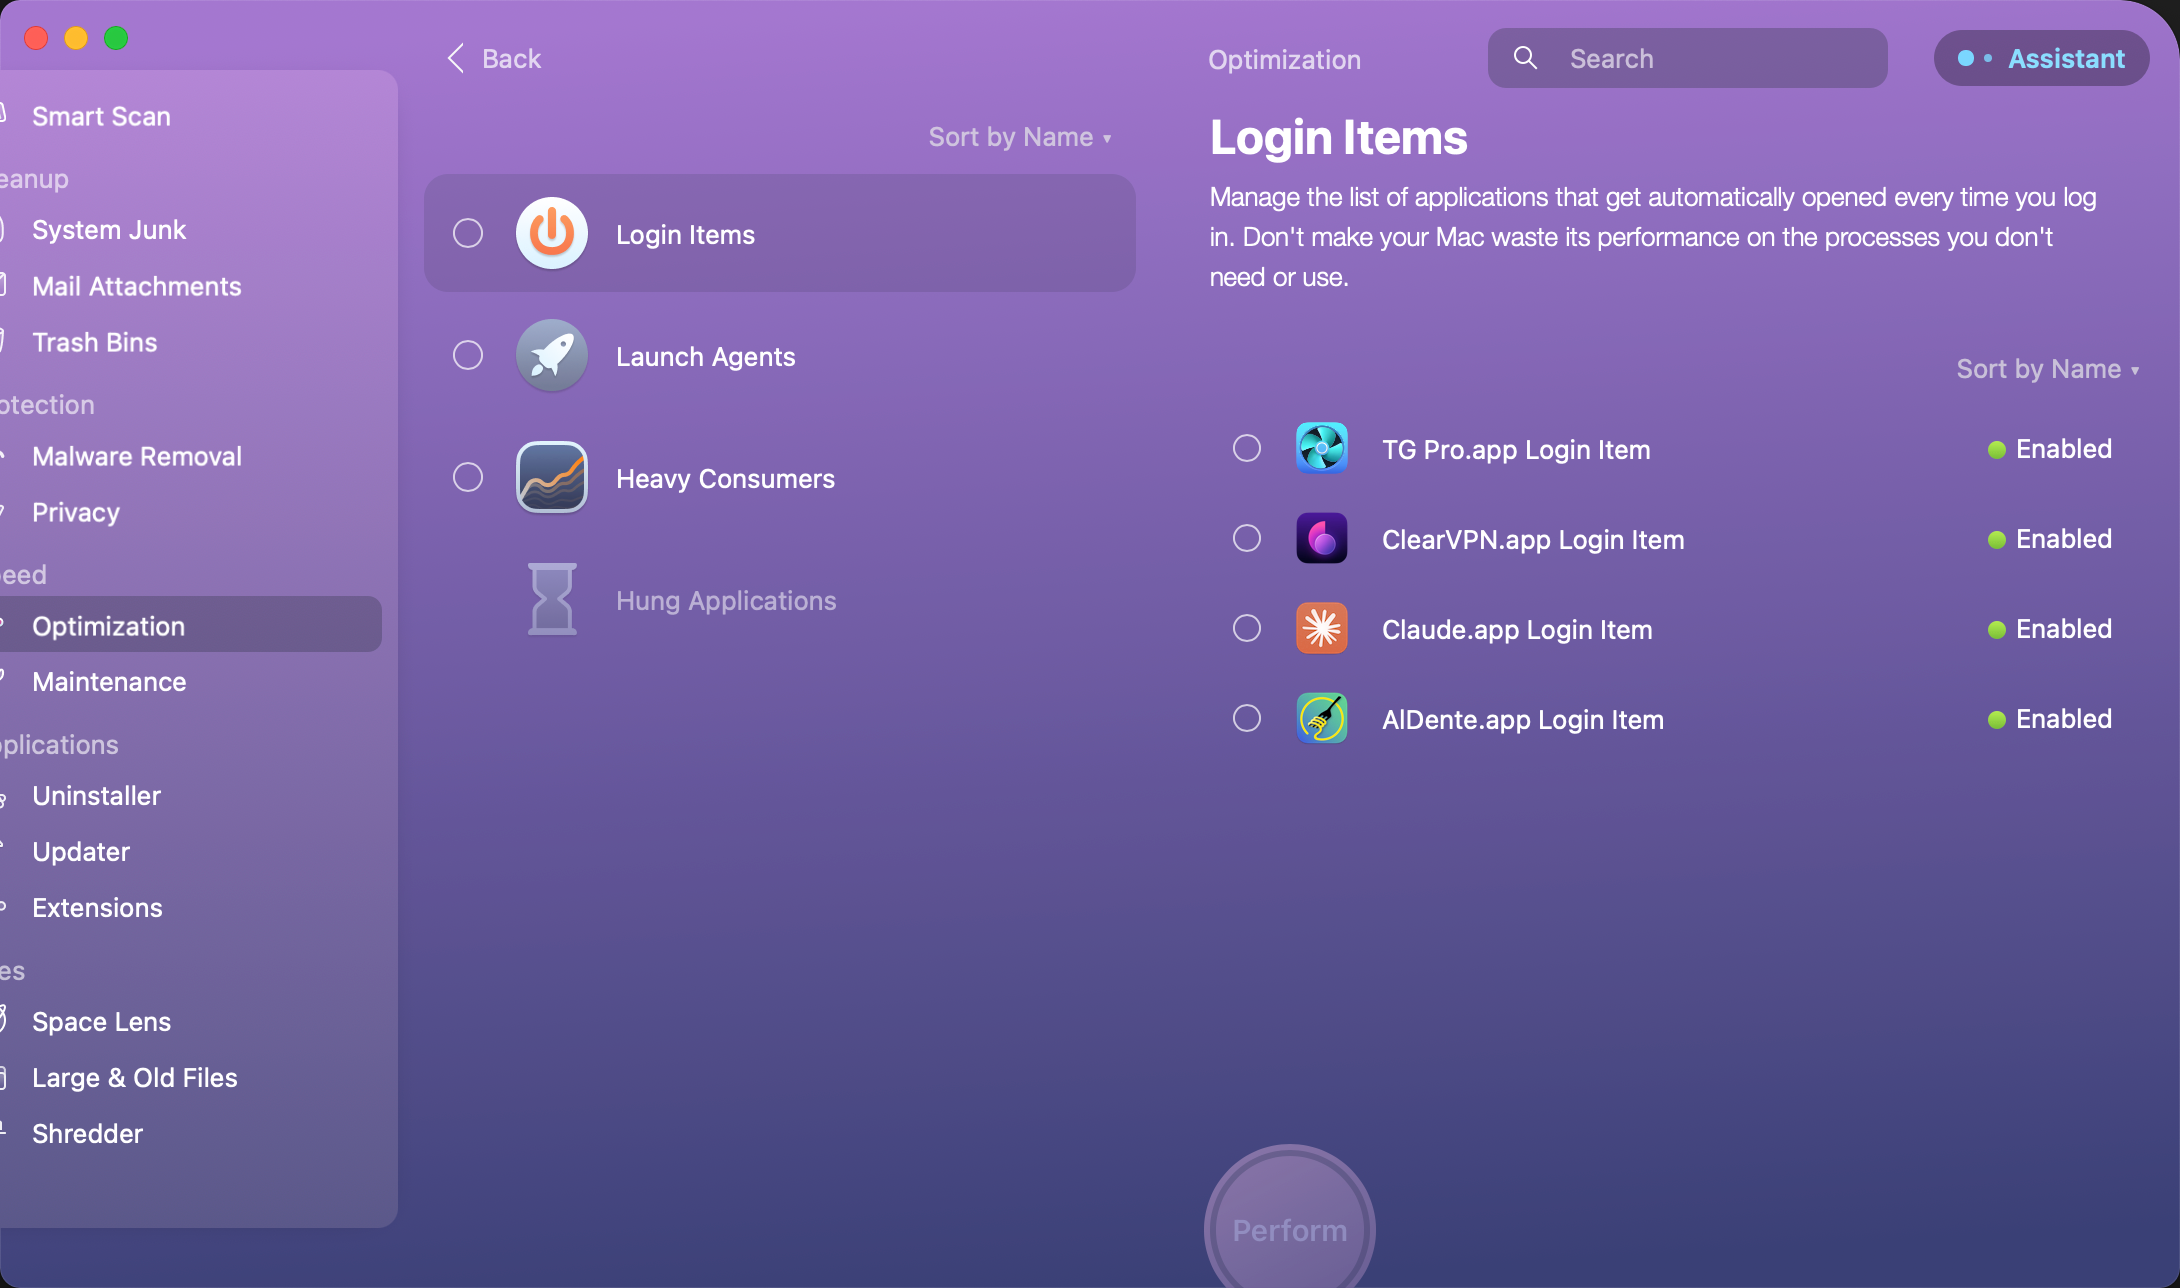 Smart Scan
eanup
System Junk
Mail Attachments
Trash Bins
otection
Malware Removal
Privacy
eed
Optimization
Maintenance
plications
Uninstaller
Updater
Extensions
es
Space Lens
Large & Old Files
Shredder
Back
Sort by Name
Login Items
Launch Agents
Heavy Consumers
Hung Applications
Optimization
Search
Assistant
Login Items
Manage the list of applications that get automatically opened every time you log
in. Don't make your Mac waste its performance on the processes you don't
need or use.
Sort by Name
TG Pro.app Login Item Enabled
ClearVPN.app Login Item Enabled
Claude.app Login Item Enabled
AlDente.app Login Item Enabled
Perform